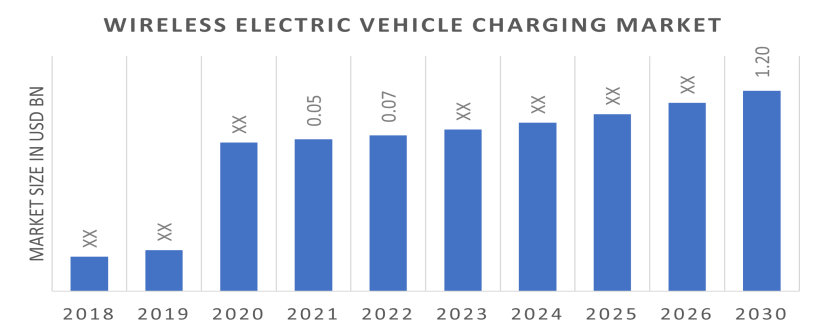 WIRELESS ELECTRIC VEHICLE CHARGING MARKET
MARKET SIZE IN USD BN
XX
XX
XX
0.05
0.07
XX
XX
XX
XX
1.20
2018
2019
2020
2021
2022
2023
2024
2025
2026
2030